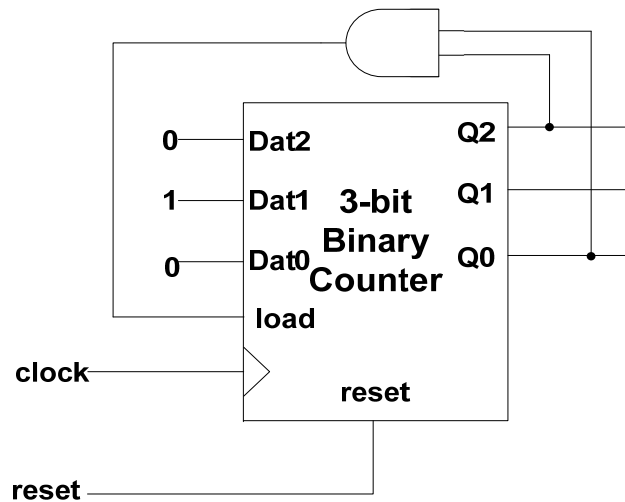 0
Dat2
Q2
1
Dat1
3-bit
Q1
Binary
0
Dat0
Counter
Q0
load
clock
reset
reset